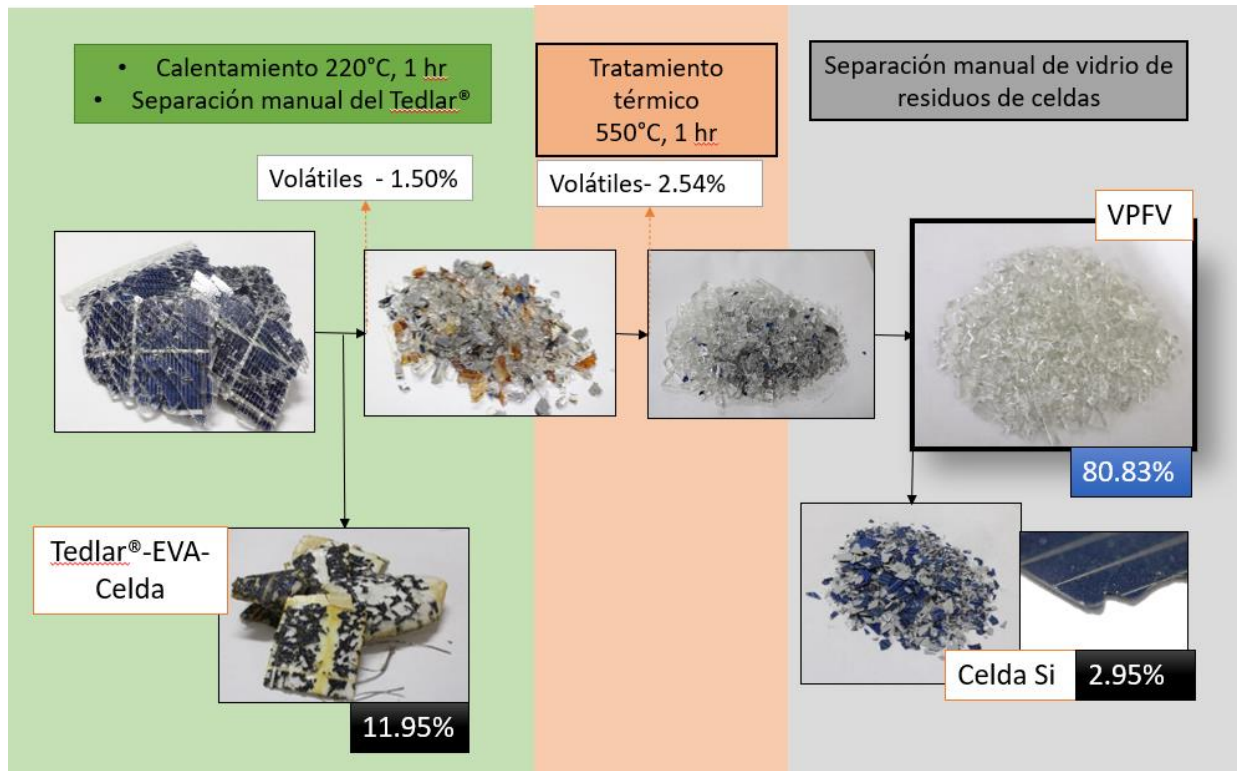 • Calentamiento 220°C, 1 hr
• Separación manual del Tedlar®
Tratamiento
térmico
550°C, 1 hr
Separación manual de vidrio de
residuos de celdas
Volátiles - 1.50%
Volátiles- 2.54%
VPFV
80.83%
Tedlar®-EVA-
Celda
11.95%
Celda Si
2.95%